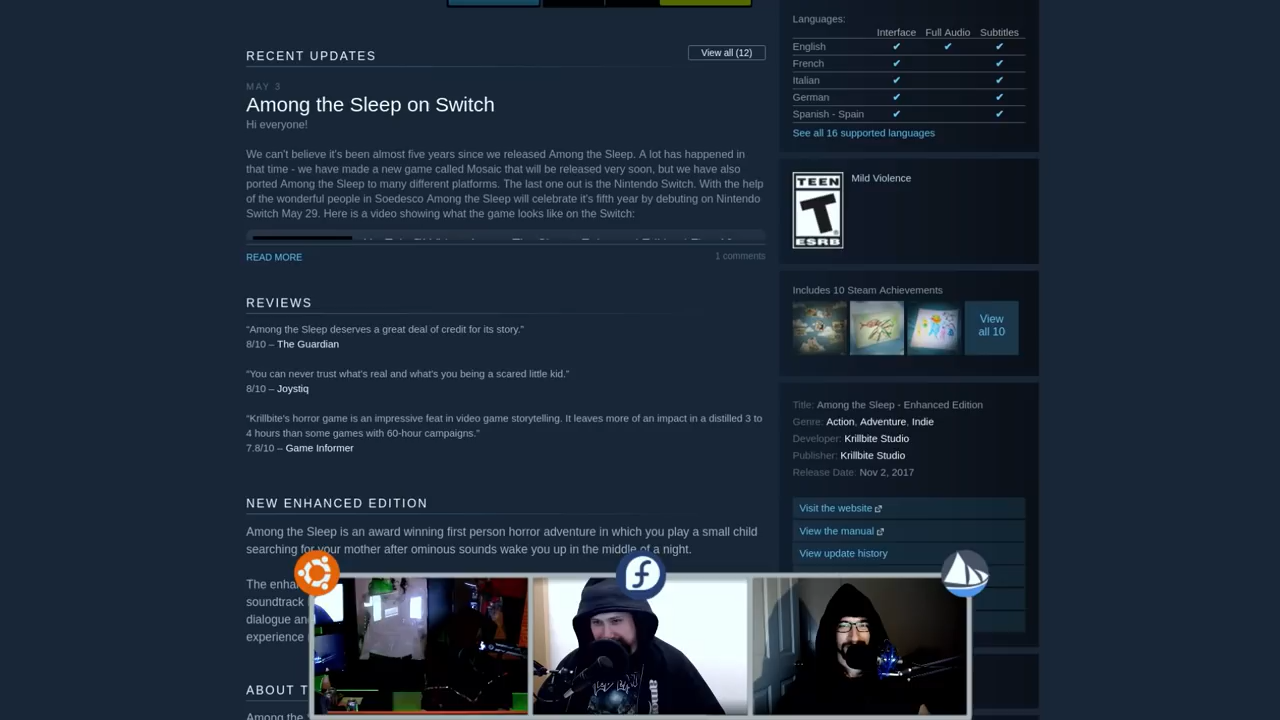 RECENT UPDATES
View all (12)
MAY 3
Among the Sleep on Switch
Hi everyone!
We can't believe it's been almost five years since we released Among the Sleep. A lot has happened in
that time - we have made a new game called Mosaic that will be released very soon, but we have also
ported Among the Sleep to many different platforms. The last one out is the Nintendo Switch. With the help
of the wonderful people in Soedesco Among the Sleep will celebrate it's fifth year by debuting on Nintendo
Switch May 29. Here is a video showing what the game looks like on the Switch:
READ MORE
1 comments
REVIEWS
“Among the Sleep deserves a great deal of credit for its story.”
8/10 – The Guardian
“You can never trust what's real and what's you being a scared little kid.”
8/10 – Joystiq
“Krillbite's horror game is an impressive feat in video game storytelling. It leaves more of an impact in a distilled 3 to
4 hours than some games with 60-hour campaigns.”
7.8/10 – Game Informer
NEW ENHANCED EDITION
Among the Sleep is an award winning first person horror adventure in which you play a small child
searching for your mother after ominous sounds wake you up in the middle of a night.
The enha
soundtrack
dialogue and
experience
ABOUT T
Among the
Languages:
Interface Full Audio Subtitles
English ✔ ✔ ✔
French ✔ ✔
Italian ✔ ✔
German ✔ ✔
Spanish - Spain ✔ ✔
See all 16 supported languages
TEEN
T
ESRB
Mild Violence
Includes 10 Steam Achievements
View
all 10
Title: Among the Sleep - Enhanced Edition
Genre: Action, Adventure, Indie
Developer: Krillbite Studio
Publisher: Krillbite Studio
Release Date: Nov 2, 2017
Visit the website
View the manual
View update history